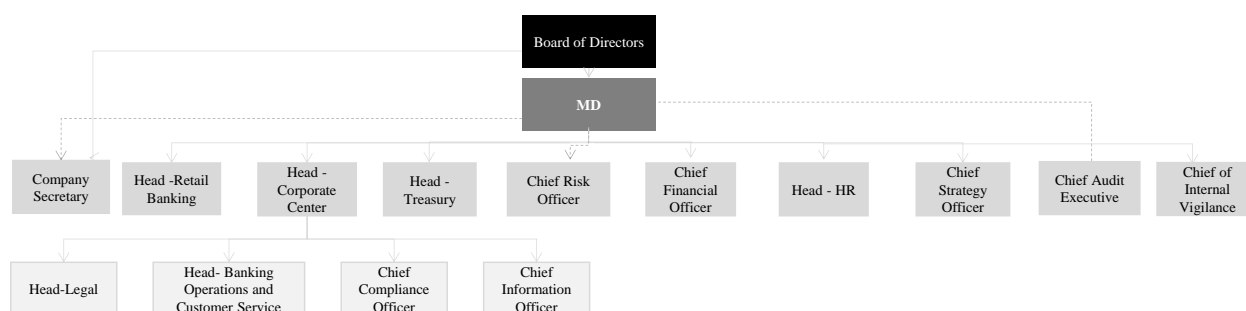 Board of Directors
MD
Company
Secretary
Head -Retail
Banking
Head -
Corporate
Center
Head -
Treasury
Chief Risk
Officer
Chief
Financial
Officer
Head - HR
Chief
Strategy
Officer
Chief Audit
Executive
Chief of
Internal
Vigilance
Head-Legal
Head- Banking
Operations and
Customer Service
Chief
Compliance
Officer
Chief
Information
Officer